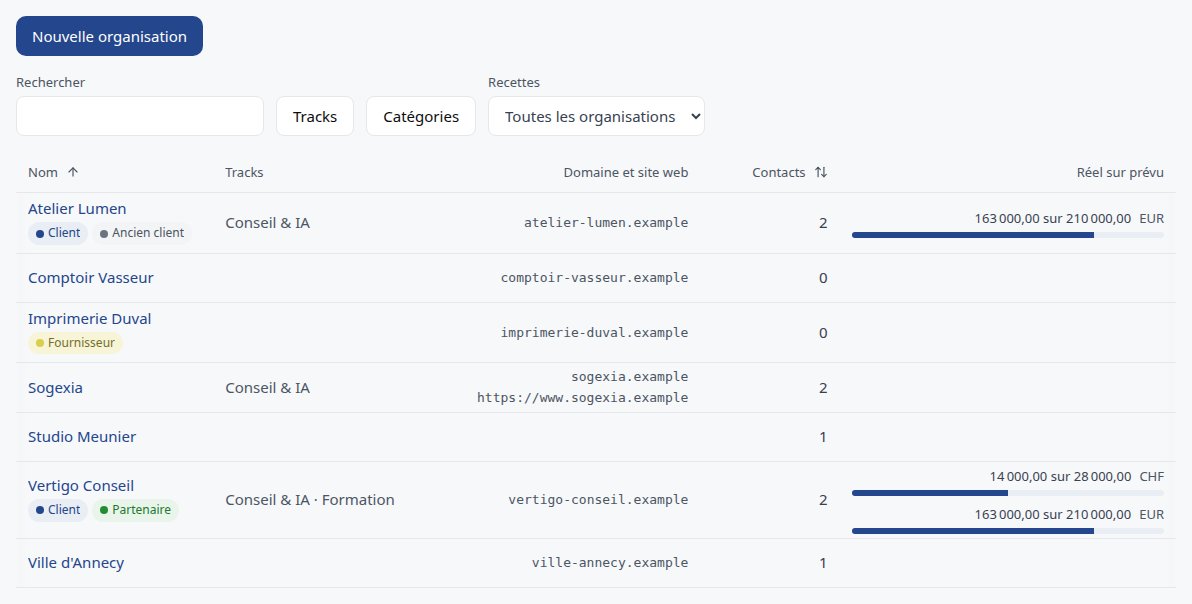 Nouvelle organisation
Rechercher
Recettes
Tracks
Catégories
Toutes les organisations
Nom Tracks Domaine et site web Contacts Réel sur prévu
Atelier Lumen
Client Ancien client
Conseil & IA
atelier-lumen.example
2
163 000,00 sur 210 000,00 EUR
Comptoir Vasseur
comptoir-vasseur.example
0
Imprimerie Duval
Fournisseur
imprimerie-duval.example
0
Sogexia
Conseil & IA
sogexia.example
https://www.sogexia.example
2
Studio Meunier
1
Vertigo Conseil
Client Partenaire
Conseil & IA · Formation
vertigo-conseil.example
2
14 000,00 sur 28 000,00 CHF
163 000,00 sur 210 000,00 EUR
Ville d'Annecy
ville-annecy.example
1